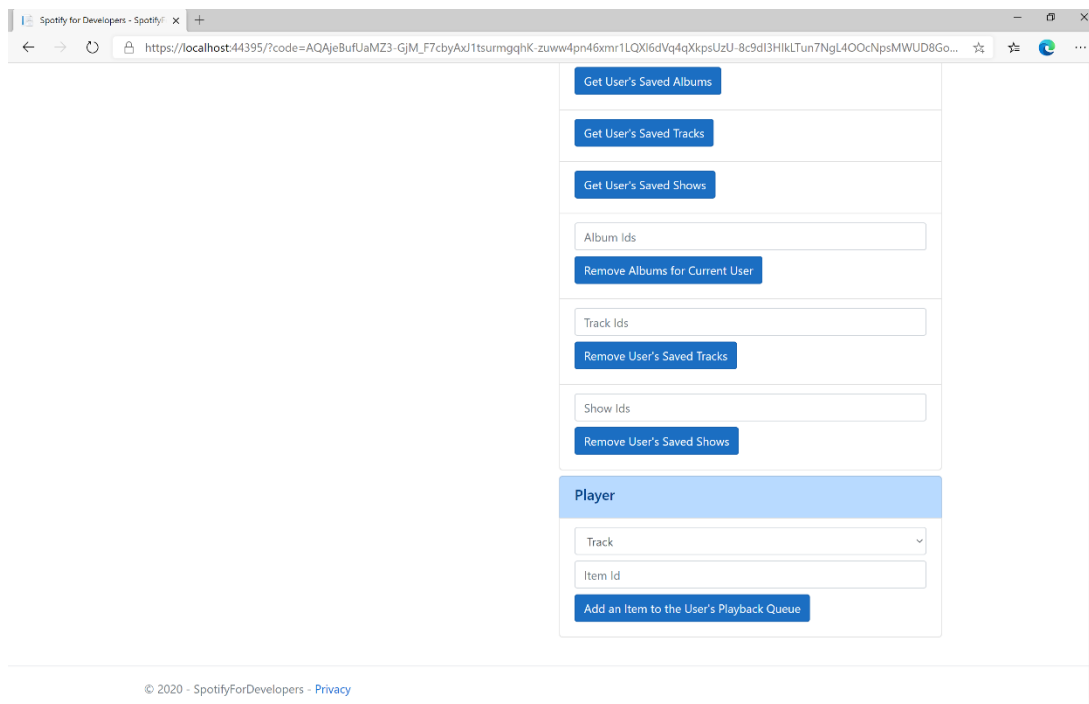 Spotify for Developers - Spotify
https://localhost:44395/?code=AQAjeBufUaMZ3-GjM_F7cbyAxJ1tsurmgqhK-zuww4pn46xmr1LQXl6dVq4qXkpsUzU-8c9dI3HIkLTun7NgL4OOcNpsMWUD8Go...
Get User's Saved Albums
Get User's Saved Tracks
Get User's Saved Shows
Album Ids
Remove Albums for Current User
Track Ids
Remove User's Saved Tracks
Show Ids
Remove User's Saved Shows
Player
Track
Item Id
Add an Item to the User's Playback Queue
© 2020 - SpotifyForDevelopers - Privacy